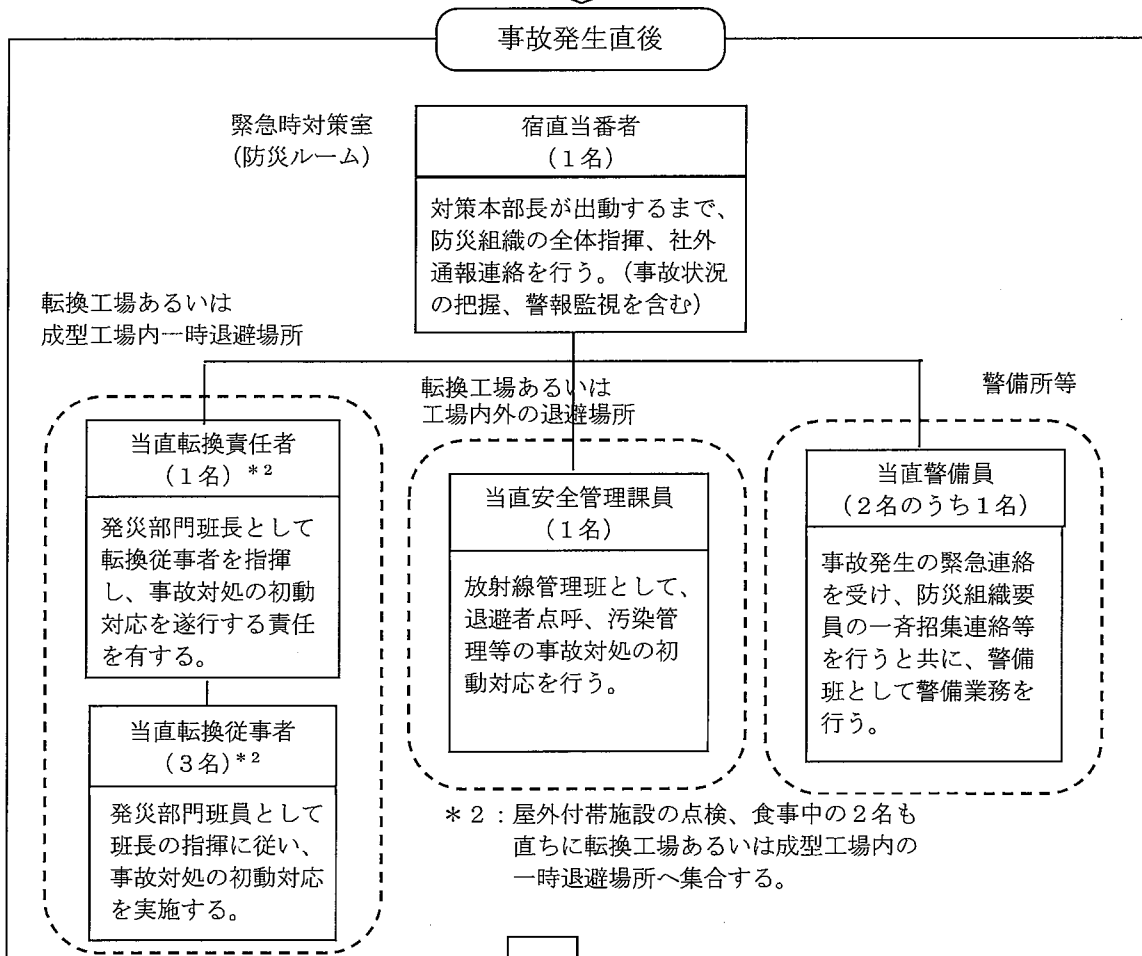 事故発生直後
緊急時対策室
(防災ルーム)
宿直当番者
(1名)
対策本部長が出動するまで、
防災組織の全体指揮、社外
通報連絡を行う。(事故状況
の把握、警報監視を含む)
転換工場あるいは
成型工場内一時退避場所
当直転換責任者
(1名)*2
発災部門班長として
転換従事者を指揮
し、事故対処の初動
対応を遂行する責任
を有する。
当直転換従事者
(3名)*2
発災部門班員として
班長の指揮に従い、
事故対処の初動対応
を実施する。
転換工場あるいは
工場内外の退避場所
当直安全管理課員
(1名)
放射線管理班として、
退避者点呼、汚染管
理等の事故対処の初
動対応を行う。
警備所等
当直警備員
(2名のうち1名)
事故発生の緊急連絡
を受け、防災組織要
員の一斉招集連絡等
を行うと共に、警備
班として警備業務を
行う。
*2:屋外付帯施設の点検、食事中の2名も
直ちに転換工場あるいは成型工場内の
一時退避場所へ集合する。